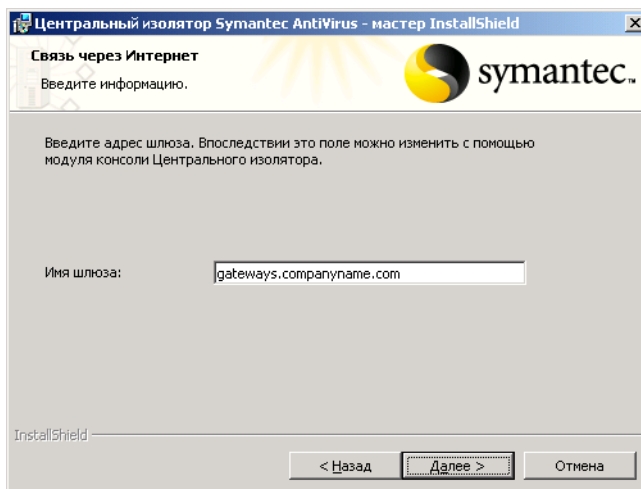 Центральный изолятор Symantec AntiVirus - мастер InstallShield
Связь через Интернет
Введите информацию.
symantec™
Введите адрес шлюза. Впоследствии это поле можно изменить с помощью
модуля консоли Центрального изолятора.
Имя шлюза:
gateways.companyname.com
InstallShield
< Назад
Далее >
Отмена